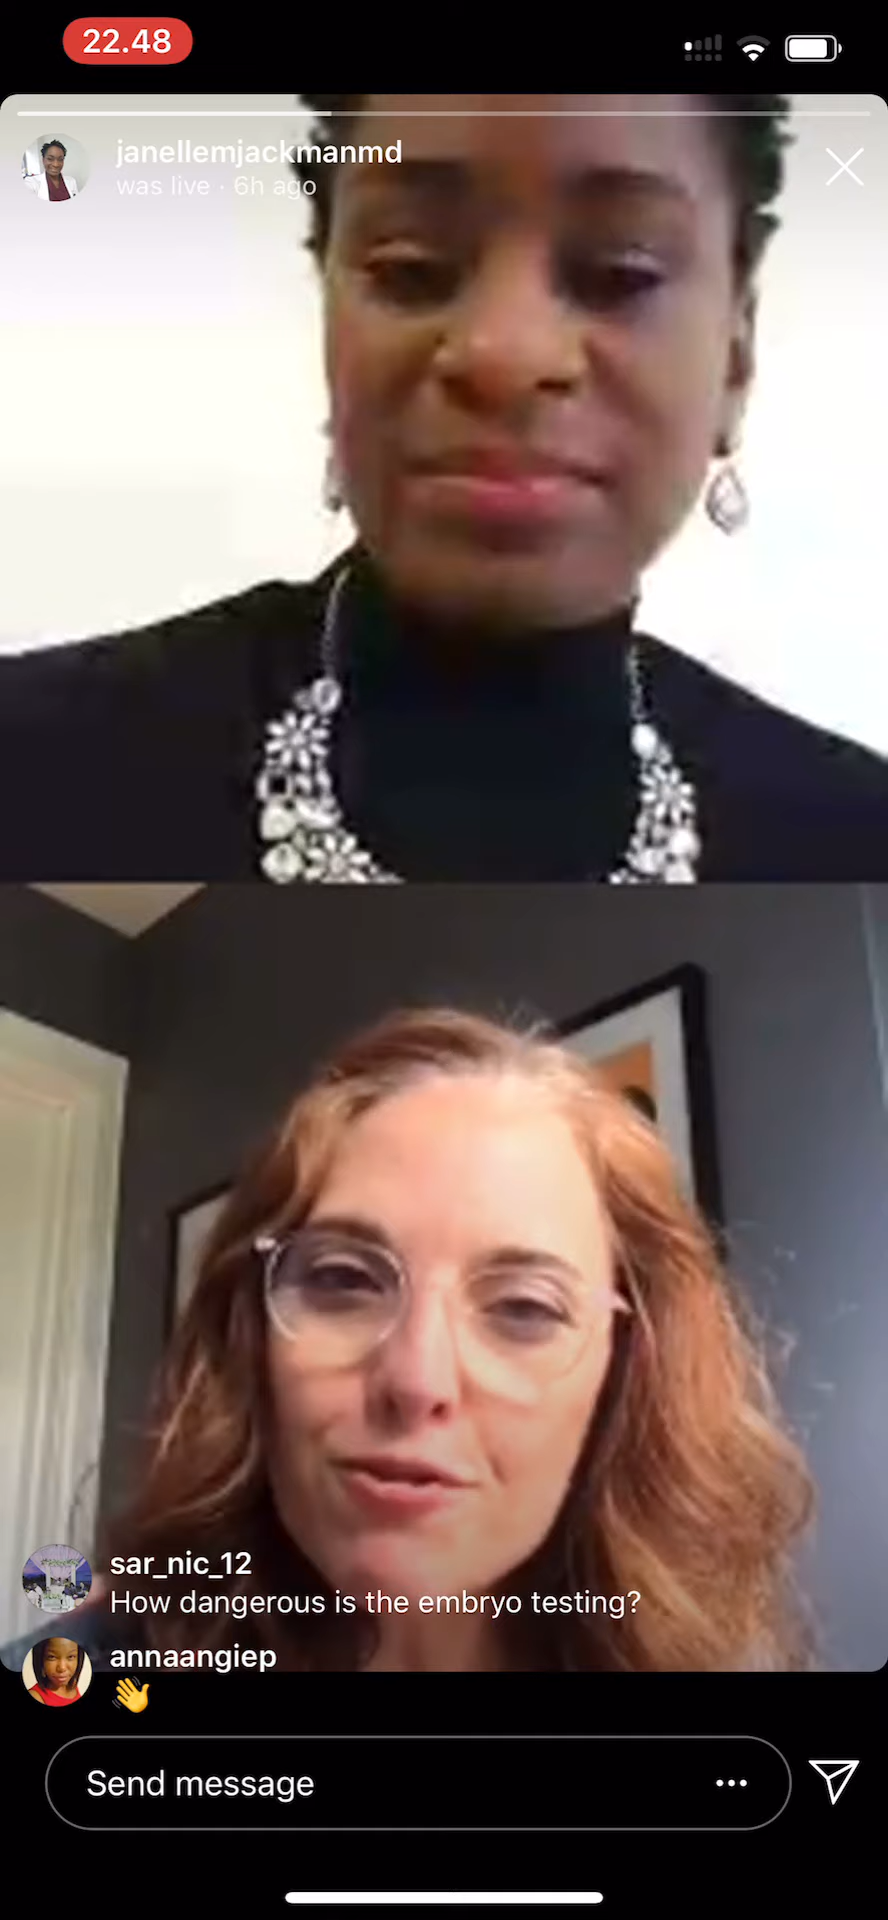 22.48
janellemjackmanmd
was live · 6h ago
sar_nic_12
How dangerous is the embryo testing?
annaangiep
👋
Send message